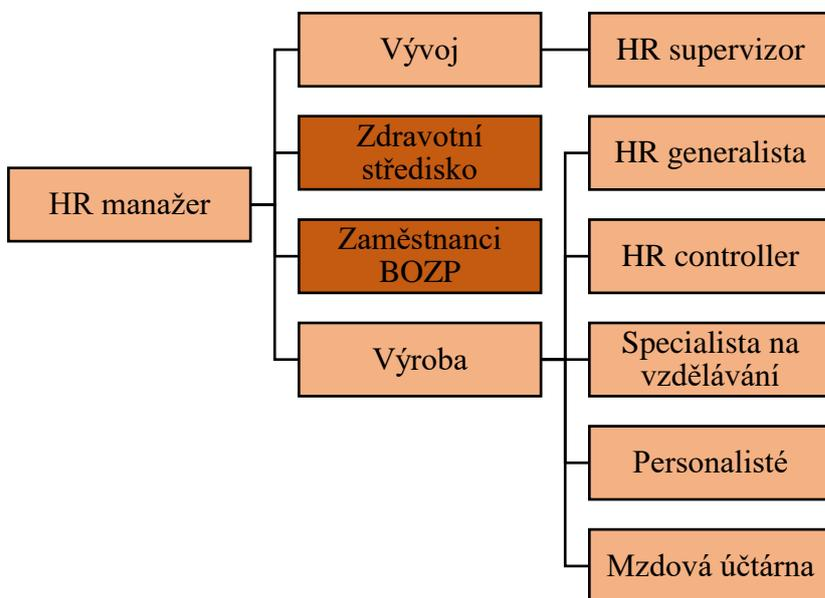 HR manažer
Vývoj
Zdravotní
středisko
Zaměstnanci
BOZP
Výroba
HR supervizor
HR generalista
HR controller
Specialista na
vzdělávání
Personalisté
Mzdová účtárna